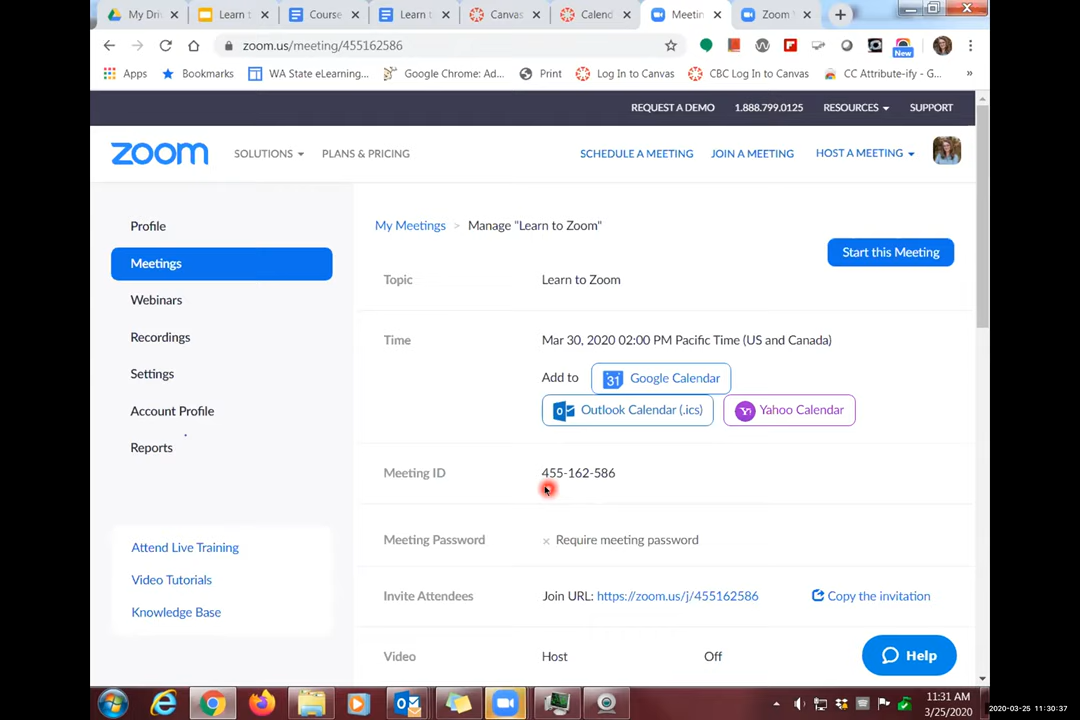 My Dri
Learn t
Course
Learn t
Canvas
Calend
Meetin
Zoom
zoom.us/meeting/455162586
New
Apps
Bookmarks
WA State eLearning...
Google Chrome: Ad...
Print
Log In to Canvas
CBC Log In to Canvas
CC Attribute-ify - G...
»
REQUEST A DEMO
1.888.799.0125
RESOURCES
SUPPORT
zoom
SOLUTIONS
PLANS & PRICING
SCHEDULE A MEETING
JOIN A MEETING
HOST A MEETING
Profile
Meetings
Webinars
Recordings
Settings
Account Profile
Reports
Attend Live Training
Video Tutorials
Knowledge Base
My Meetings > Manage "Learn to Zoom"
Start this Meeting
Topic
Learn to Zoom
Time
Mar 30, 2020 02:00 PM Pacific Time (US and Canada)
Add to
31 Google Calendar
Outlook Calendar (.ics)
Yahoo Calendar
Meeting ID
455-162-586
Meeting Password
× Require meeting password
Invite Attendees
Join URL: https://zoom.us/j/455162586
Copy the invitation
Video
Host
Off
Help
11:31 AM
3/25/2020
2020-03-25 11:30:37